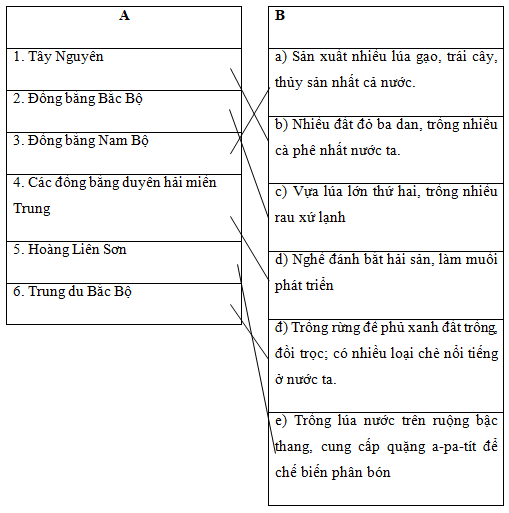 A
1. Tây Nguyên
2. Đồng bằng Bắc Bộ
3. Đồng bằng Nam Bộ
4. Các đồng bằng duyên hải miền
Trung
5. Hoàng Liên Sơn
6. Trung du Bắc Bộ
B
a) Sản xuất nhiều lúa gạo, trái cây,
thủy sản nhất cả nước.
b) Nhiều đất đỏ ba dan, trồng nhiều
cà phê nhất nước ta.
c) Vựa lúa lớn thứ hai, trồng nhiều
rau xứ lạnh
d) Nghề đánh bắt hải sản, làm muối
phát triển
đ) Trồng rừng để phủ xanh đất trống,
đồi trọc; có nhiều loại chè nổi tiếng
ở nước ta.
e) Trồng lúa nước trên ruộng bậc
thang, cung cấp quặng a-pa-tít để
chế biến phân bón